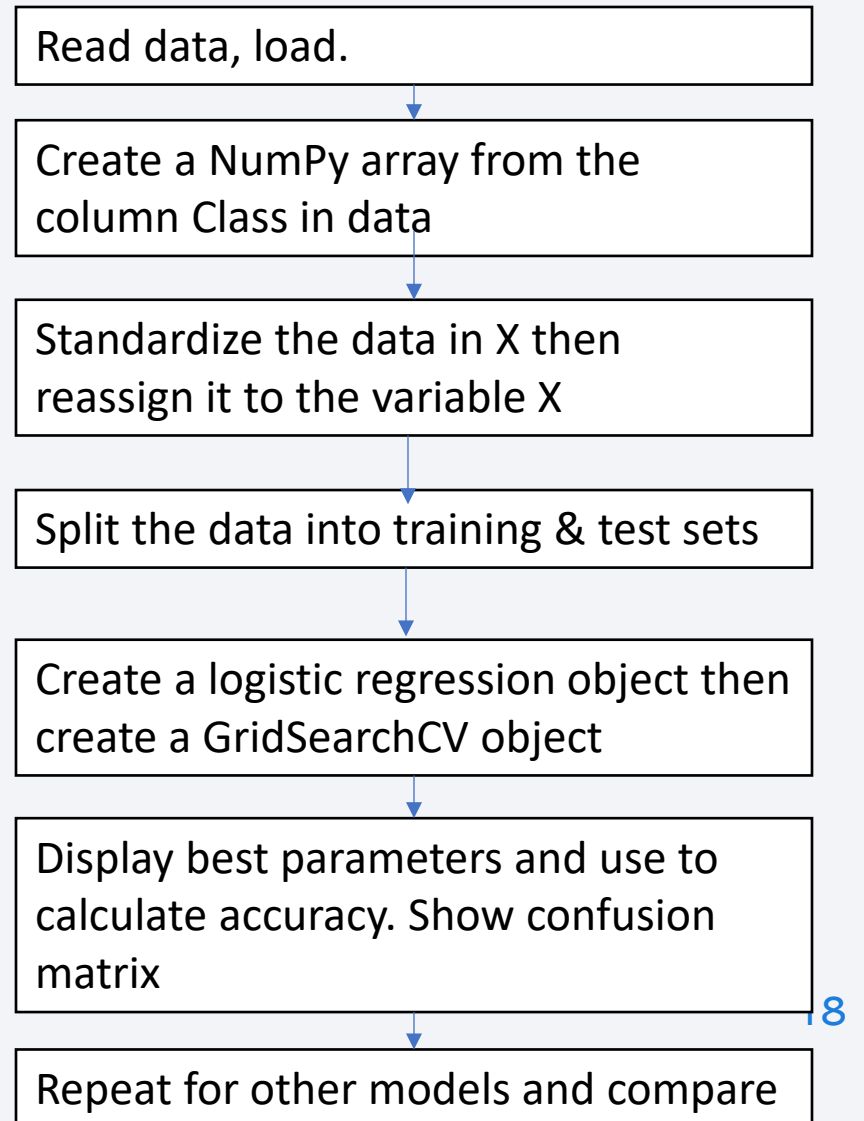 Read data, load.
Create a NumPy array from the
column Class in data
Standardize the data in X then
reassign it to the variable X
Split the data into training & test sets
Create a logistic regression object then
create a GridSearchCV object
Display best parameters and use to
calculate accuracy. Show confusion
matrix
18
Repeat for other models and compare